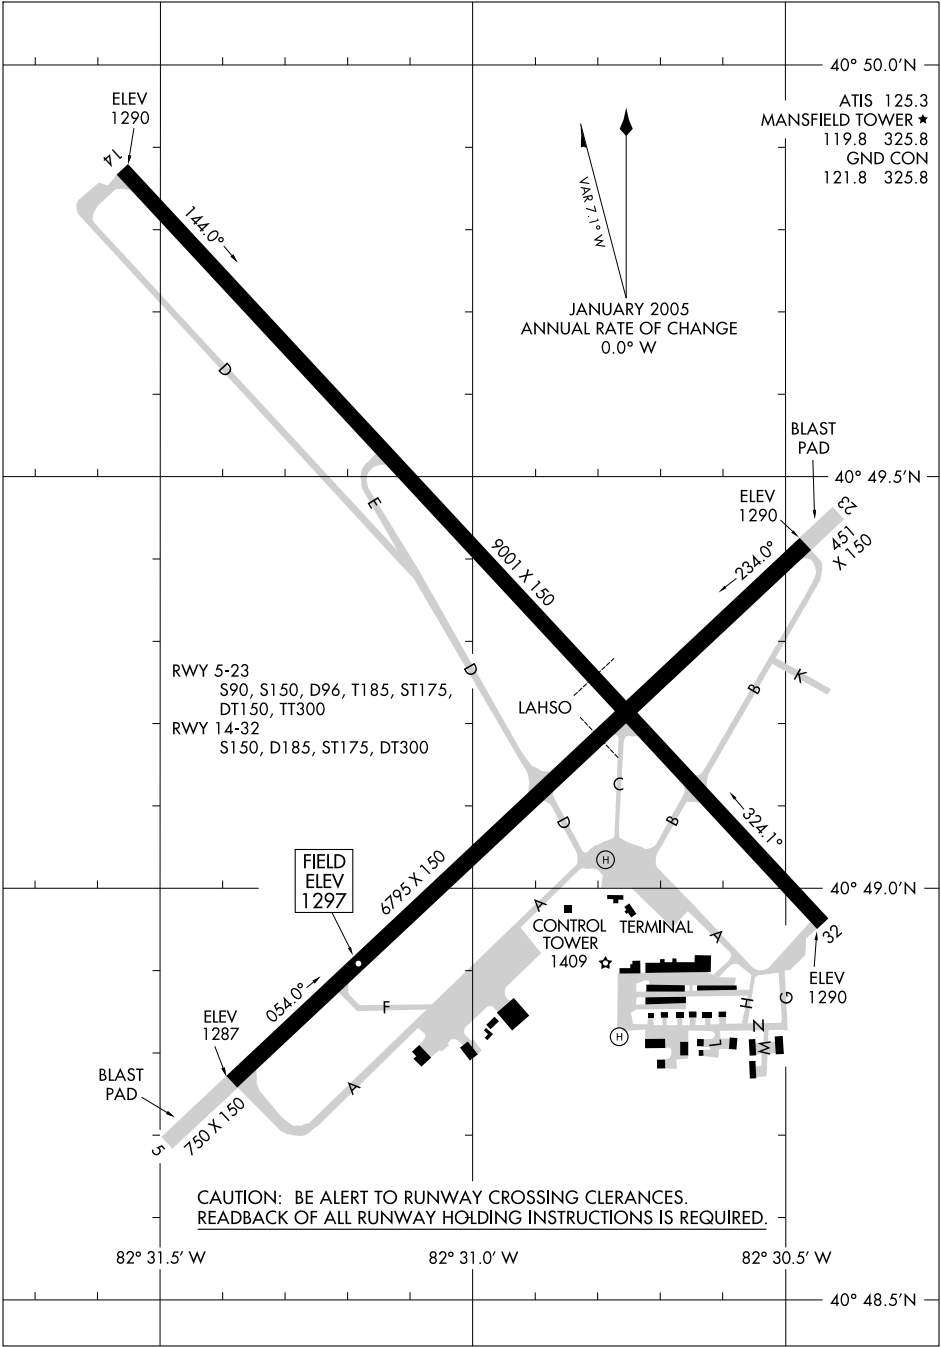 40° 50.0'N
ATIS 125.3
MANSFIELD TOWER ★
119.8 325.8
GND CON
121.8 325.8
ELEV
1290
14
144.0°
VAR 7.1° W
JANUARY 2005
ANNUAL RATE OF CHANGE
0.0° W
D
BLAST
PAD
40° 49.5'N
ELEV
1290
23
451
X 150
E
9001 X 150
234.0°
D
K
B
RWY 5-23
S90, S150, D96, T185, ST175,
DT150, TT300
RWY 14-32
S150, D185, ST175, DT300
LAHSO
C
D
B
324.1°
H
FIELD
ELEV
1297
6795 X 150
40° 49.0'N
A
CONTROL
TOWER
1409
TERMINAL
A
32
ELEV
1290
054.0°
F
H
G
ELEV
1287
H
L
M
Z
BLAST
PAD
A
750 X 150
5
CAUTION: BE ALERT TO RUNWAY CROSSING CLERANCES.
READBACK OF ALL RUNWAY HOLDING INSTRUCTIONS IS REQUIRED.
82° 31.5' W
82° 31.0' W
82° 30.5' W
40° 48.5'N